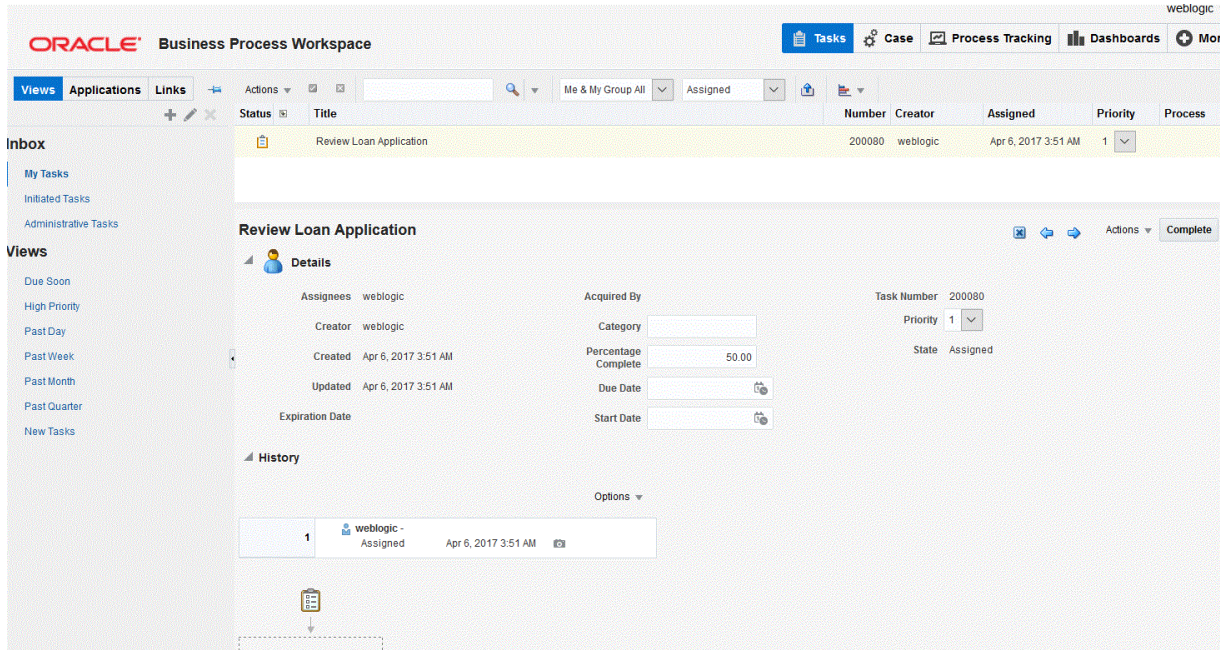 weblogic
ORACLE Business Process Workspace
Tasks Case Process Tracking Dashboards
Views Applications Links Actions Me & My Group All Assigned
Status Title Number Creator Assigned Priority Process
Review Loan Application 200080 weblogic Apr 6, 2017 3:51 AM 1
Inbox
My Tasks
Initiated Tasks
Administrative Tasks
Views
Due Soon
High Priority
Past Day
Past Week
Past Month
Past Quarter
New Tasks
Review Loan Application Actions Complete
Details
Assignees weblogic Acquired By Task Number 200080
Creator weblogic Category Priority 1
Created Apr 6, 2017 3:51 AM Percentage Complete 50.00 State Assigned
Updated Apr 6, 2017 3:51 AM Due Date
Expiration Date Start Date
History
Options
1 weblogic -
Assigned Apr 6, 2017 3:51 AM